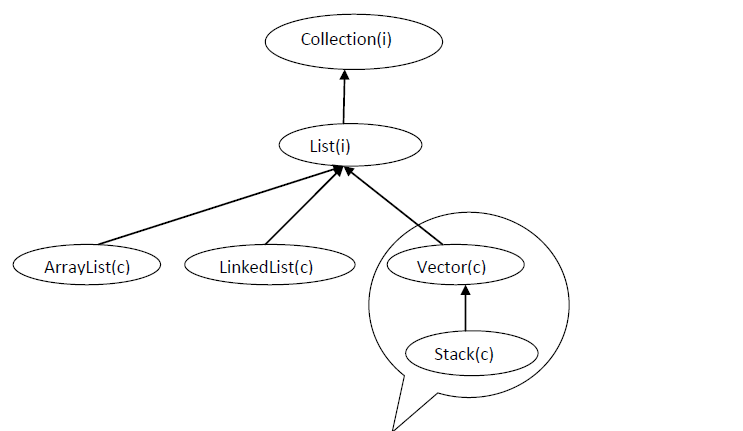 Collection(i)
List(i)
ArrayList(c)
LinkedList(c)
Vector(c)
Stack(c)